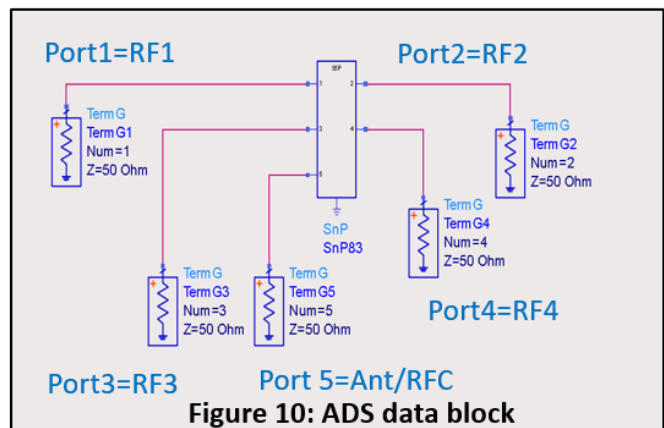 Port1=RF1
Port2=RF2
SnP
1
2
3
4
5
Term G
Term G1
Num=1
Z=50 Ohm
Term G
Term G2
Num=2
Z=50 Ohm
SnP
SnP83
Term G
Term G4
Num=4
Z=50 Ohm
Term G
Term G3
Num=3
Z=50 Ohm
Term G
Term G5
Num=5
Z=50 Ohm
Port4=RF4
Port3=RF3
Port 5=Ant/RFC
Figure 10: ADS data block